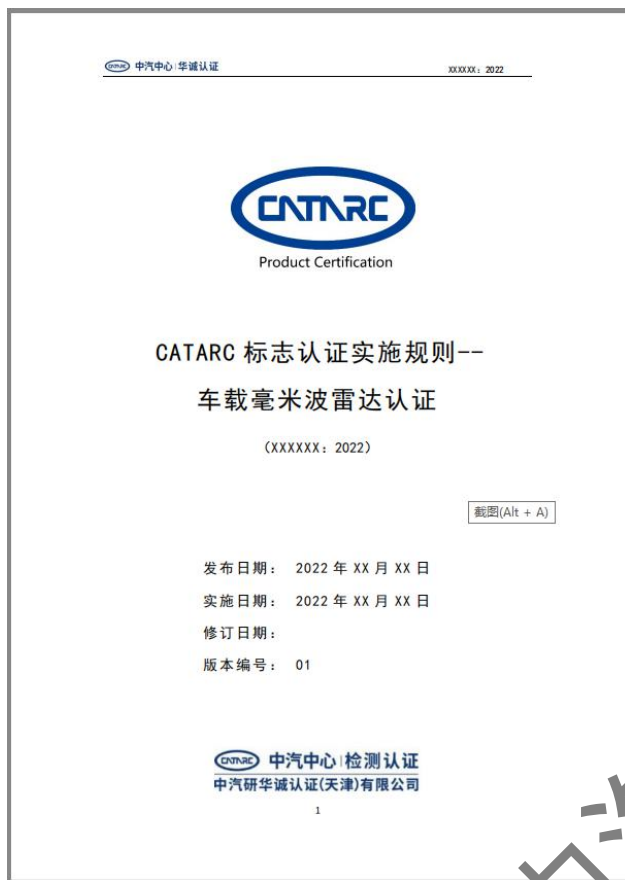 CATARC 中汽中心 华诚认证
XXXXXX：2022
CATARC
Product Certification
CATARC 标志认证实施规则--
车载毫米波雷达认证
（XXXXXX：2022）
截图(Alt + A)
发布日期： 2022 年 XX 月 XX 日
实施日期： 2022 年 XX 月 XX 日
修订日期：
版本编号： 01
CATARC 中汽中心 检测认证
中汽研华诚认证(天津)有限公司
1